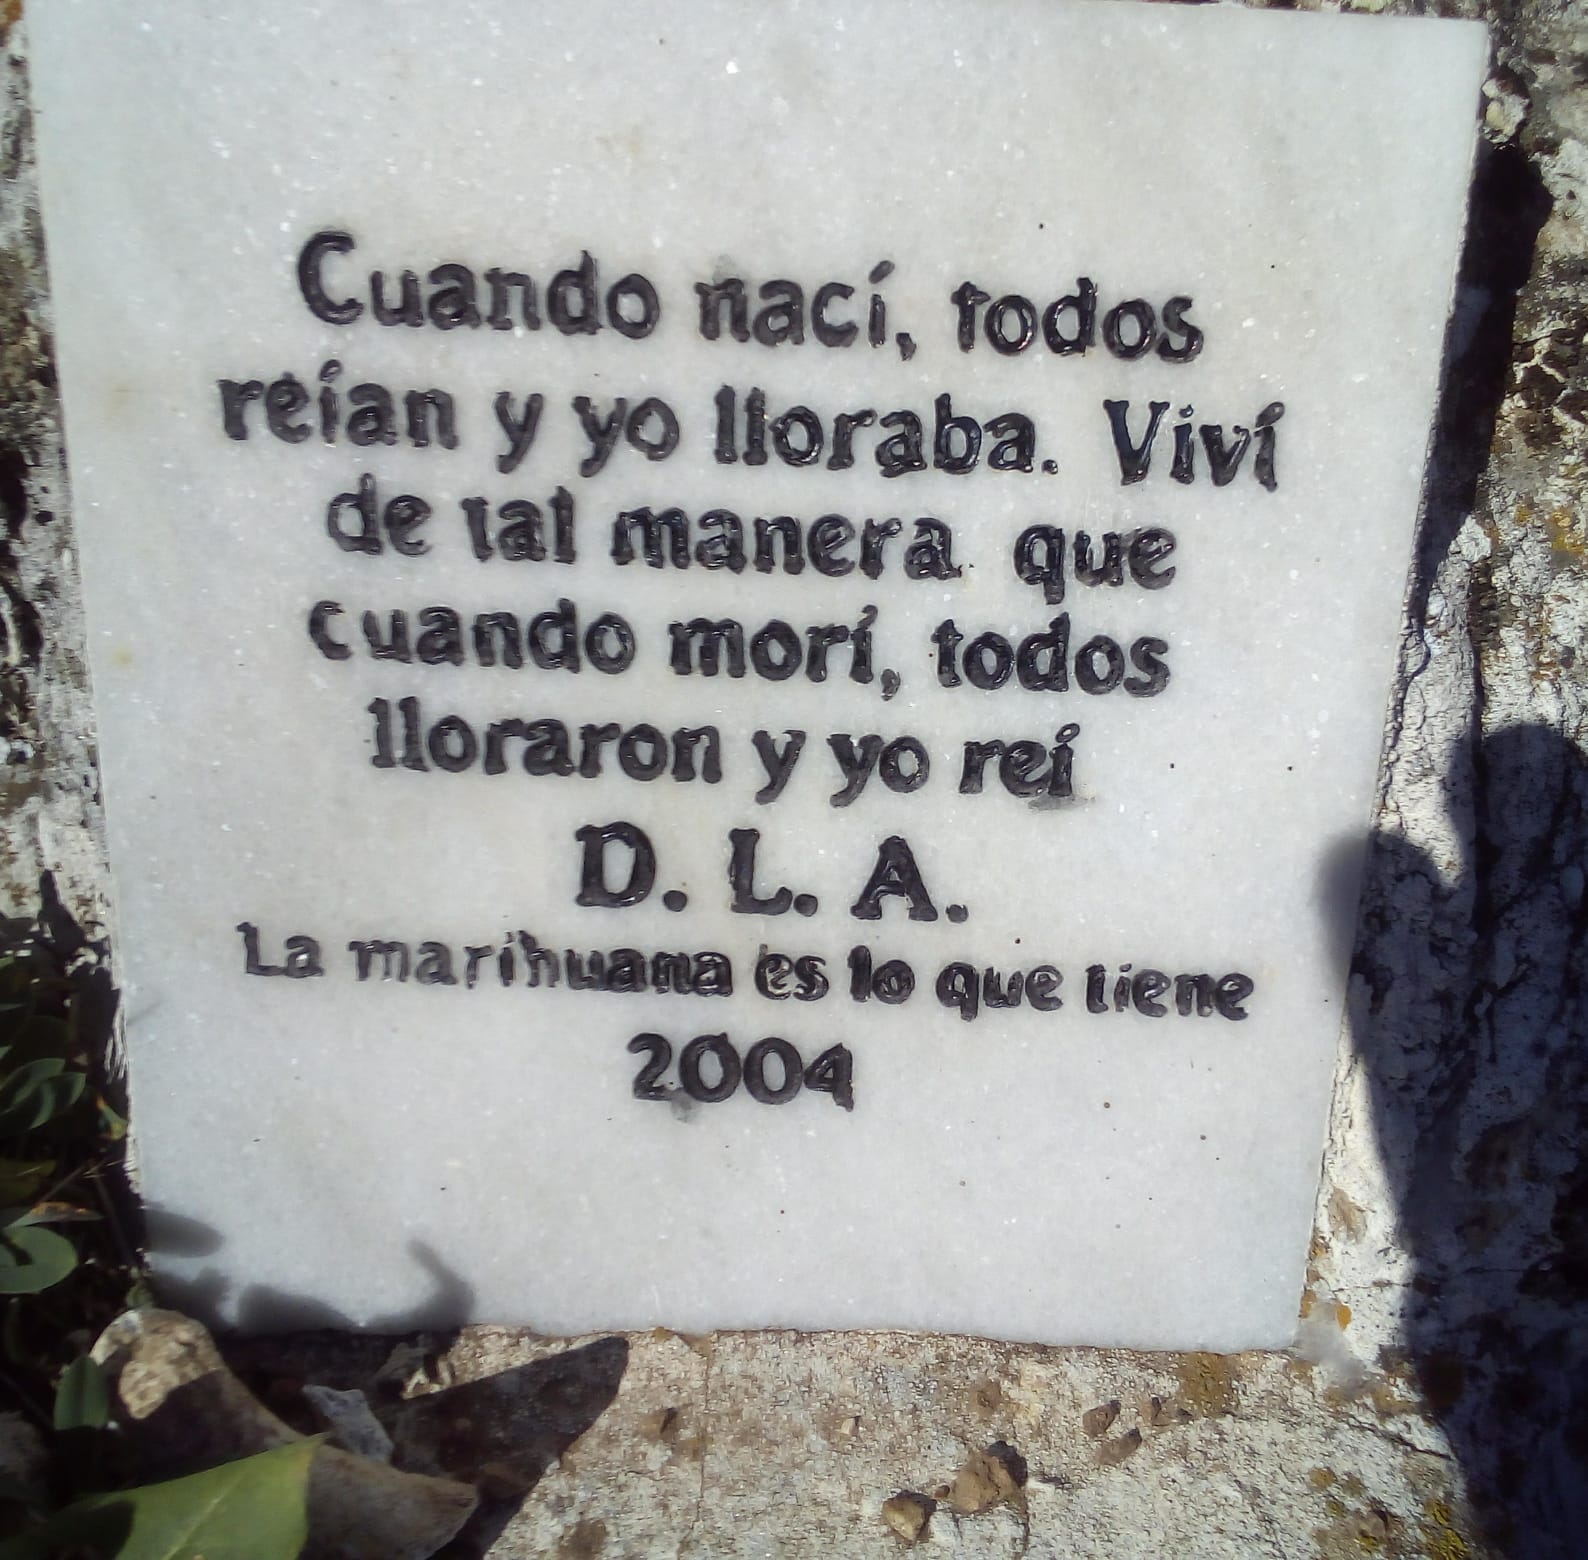 Cuando nací, todos
reían y yo lloraba. Viví
de tal manera que
cuando morí, todos
lloraron y yo reí
D. L. A.
La marihuana es lo que tiene
2004